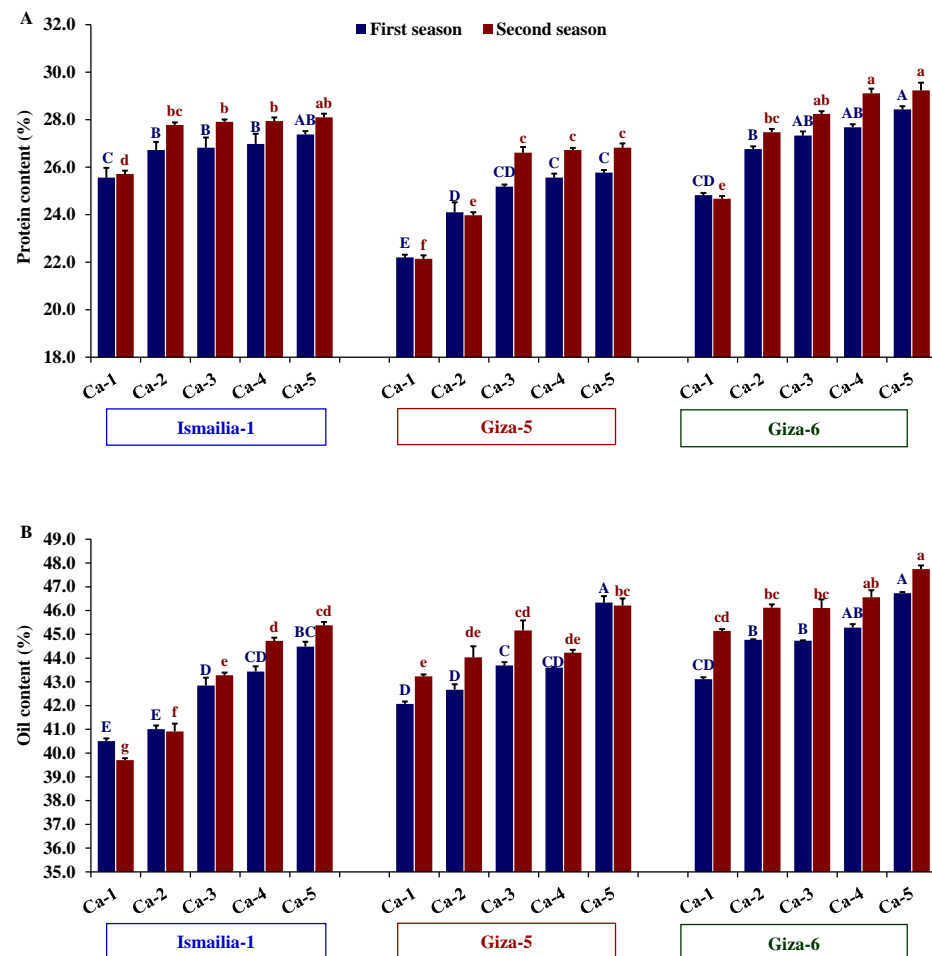 A
First season Second season
Protein content (%)
32.0
30.0
28.0
26.0
24.0
22.0
20.0
18.0
C d B bc B b B b AB ab
E f D e CD c C c C c
CD e B bc AB ab AB a A a
Ca-1 Ca-2 Ca-3 Ca-4 Ca-5 Ca-1 Ca-2 Ca-3 Ca-4 Ca-5 Ca-1 Ca-2 Ca-3 Ca-4 Ca-5
Ismailia-1 Giza-5 Giza-6
B
Oil content (%)
49.0
48.0
47.0
46.0
45.0
44.0
43.0
42.0
41.0
40.0
39.0
38.0
37.0
36.0
35.0
E g E f D e CD d BC cd
D e D de C cd CD de A bc
CD cd B bc B bc AB ab A a
Ca-1 Ca-2 Ca-3 Ca-4 Ca-5 Ca-1 Ca-2 Ca-3 Ca-4 Ca-5 Ca-1 Ca-2 Ca-3 Ca-4 Ca-5
Ismailia-1 Giza-5 Giza-6